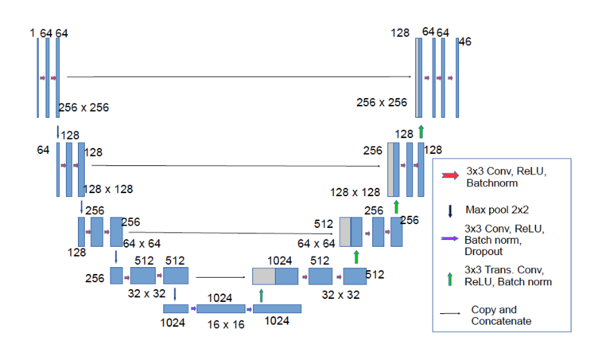 1 64 64
128 64 64
46
256 x 256
256 x 256
64
128
128
256
128
128
128 x 128
128 x 128
128
256
256
512
256
256
64 x 64
64 x 64
256
512 512
1024 512
512
32 x 32
32 x 32
1024
1024
1024
16 x 16
3x3 Conv, ReLU,
Batchnorm
Max pool 2x2
3x3 Conv, ReLU,
Batch norm,
Dropout
3x3 Trans. Conv,
ReLU, Batch norm
Copy and
Concatenate